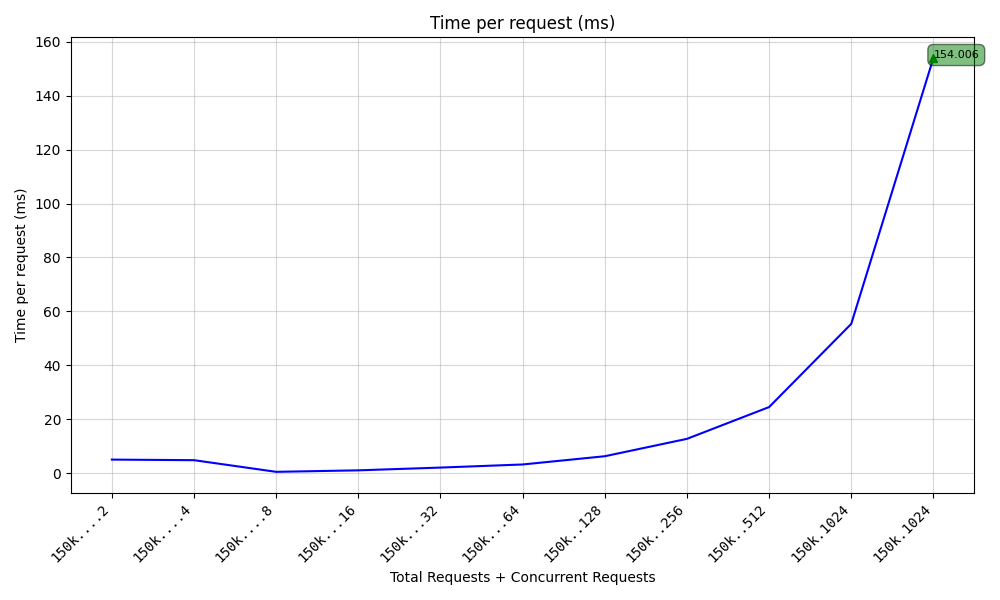 Time per request (ms)
160
154.006
140
120
100
80
60
40
20
0
Time per request (ms)
150k....2
150k....4
150k....8
150k...16
150k...32
150k...64
150k..128
150k..256
150k..512
150k.1024
150k.1024
Total Requests + Concurrent Requests